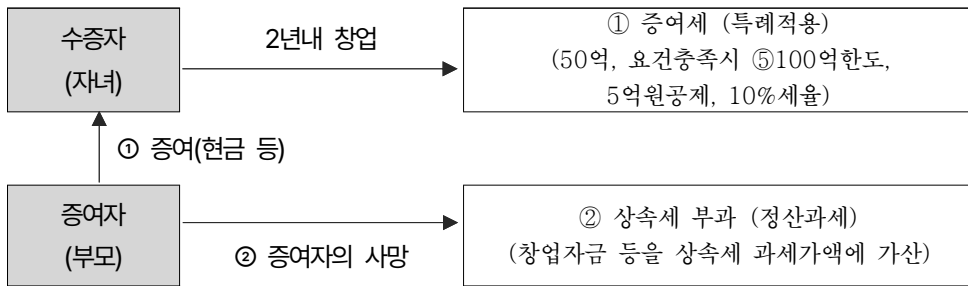 수증자
(자녀)
2년내 창업
① 증여세 (특례적용)
(50억, 요건충족시 ⑤100억한도,
5억원공제, 10%세율)
① 증여(현금 등)
증여자
(부모)
② 증여자의 사망
② 상속세 부과 (정산과세)
(창업자금 등을 상속세 과세가액에 가산)